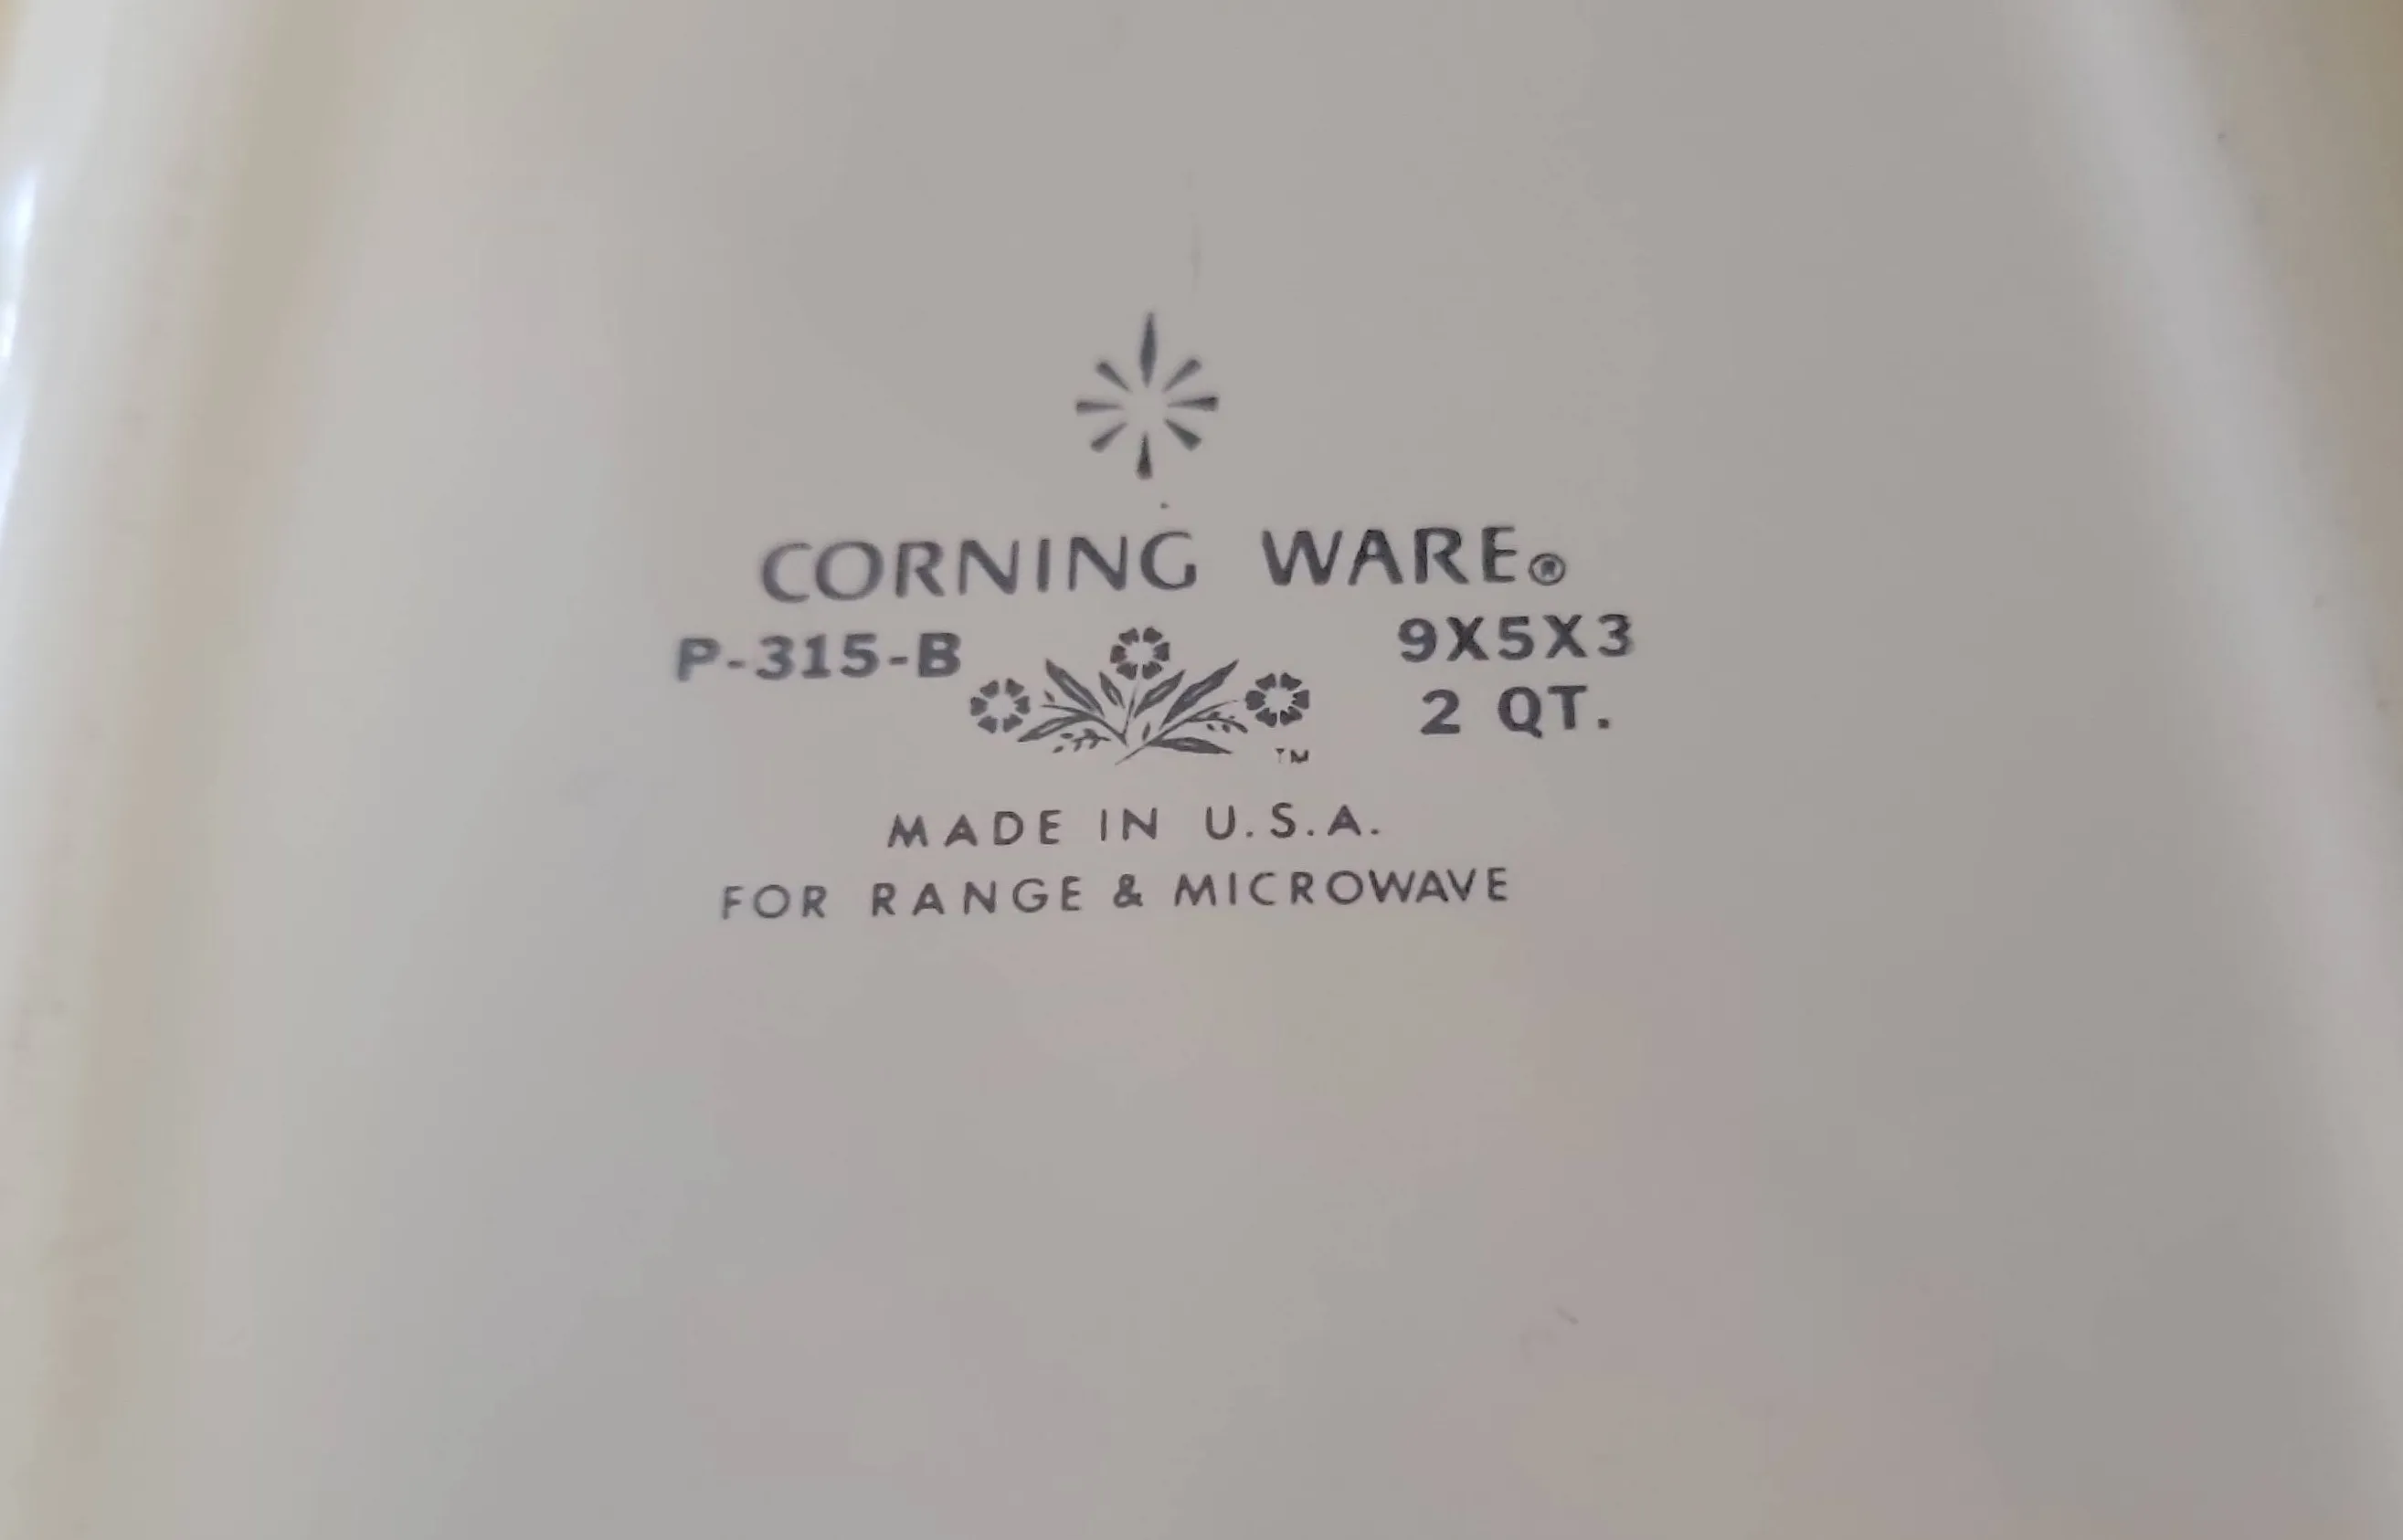 CORNING WARE®
P-315-B 9X5X3
2 QT.
TM
MADE IN U.S.A.
FOR RANGE & MICROWAVE